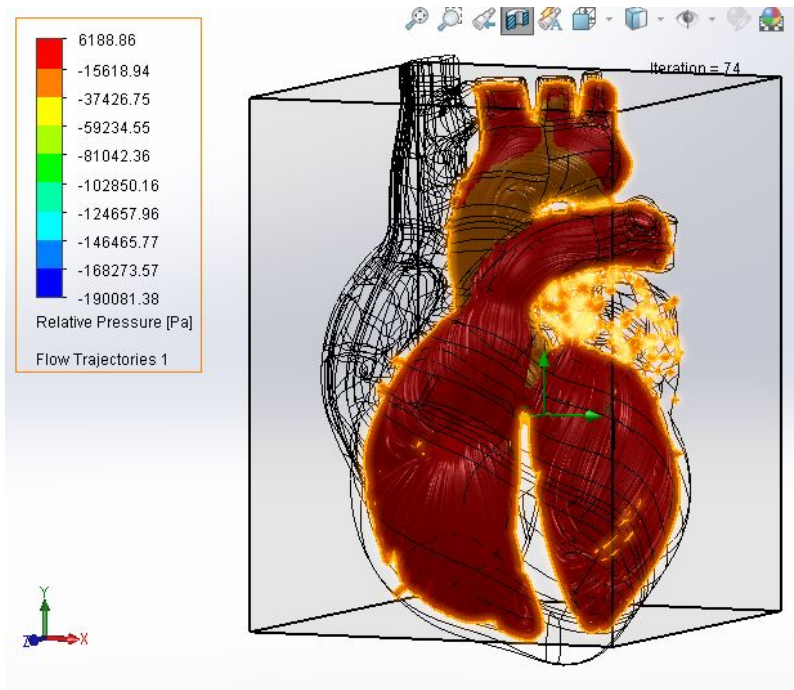 Iteration = 74
6188.86
-15618.94
-37426.75
-59234.55
-81042.36
-102850.16
-124657.96
-146465.77
-168273.57
-190081.38
Relative Pressure [Pa]
Flow Trajectories 1
Y
Z
X